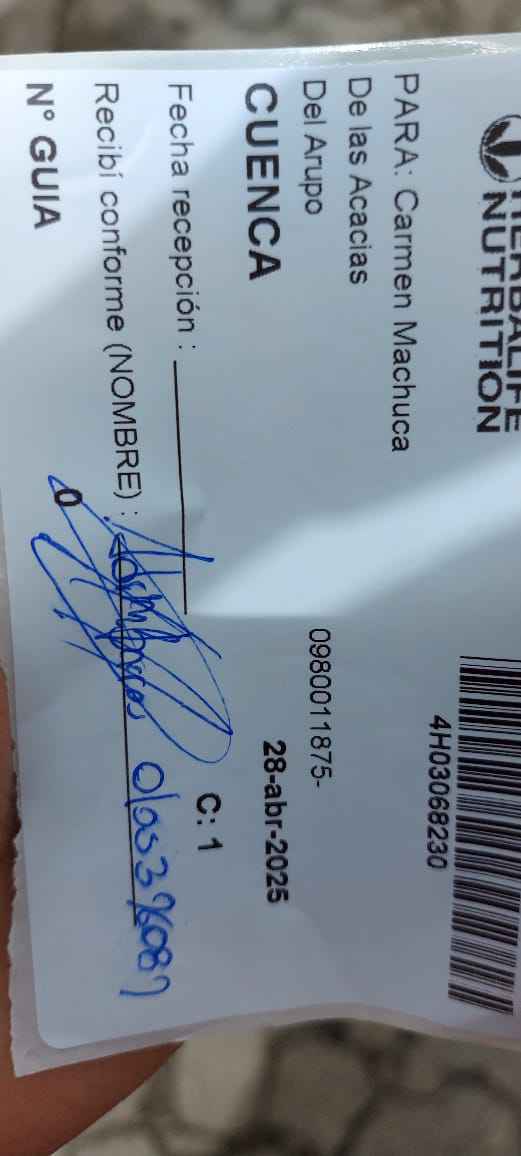 HERBALIFE
NUTRITION
4H03068230
PARA: Carmen Machuca
De las Acacias
Del Arupo
0980011875-
CUENCA
28-abr-2025
Fecha recepción :
C: 1
Recibí conforme (NOMBRE) :
N° GUIA
0